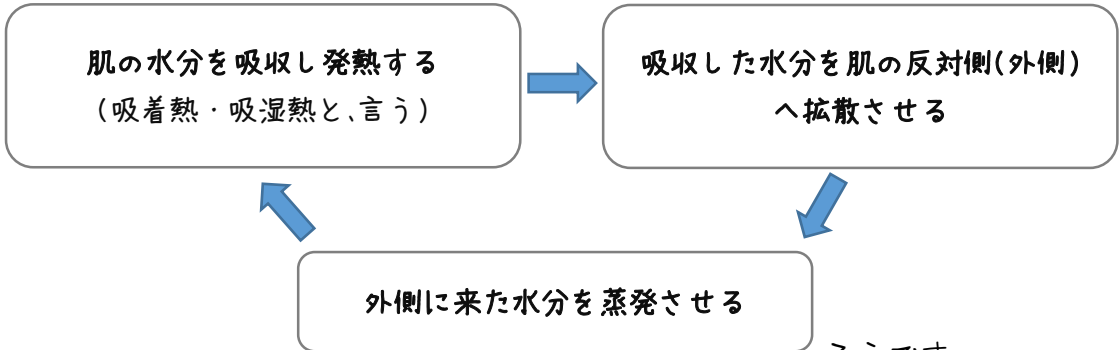 肌の水分を吸収し発熱する
（吸着熱・吸湿熱と、言う）
吸収した水分を肌の反対側（外側）
へ拡散させる
外側に来た水分を蒸発させる